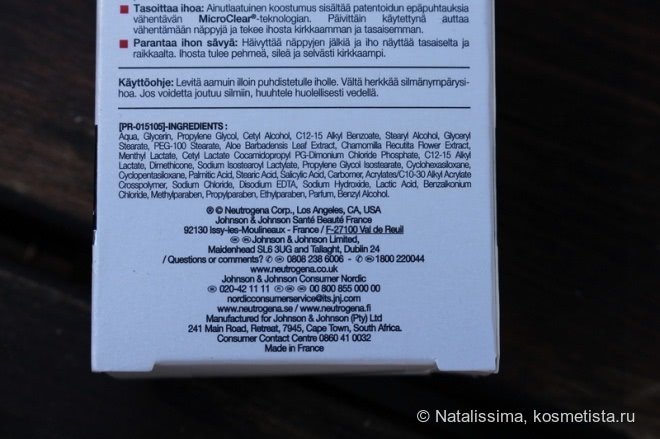 Tasoittaa ihoa: Ainutlaatuinen koostumus sisältää patentoidun epäpuhtauksia
vähentävän MicroClear®-teknologian. Päivittäin käytettynä auttaa
vähentämään näppyjä ja tekee ihosta kirkkaamman ja tasaisemman.
Parantaa ihon sävyä: Häivyttää näppyjen jälkiä ja iho näyttää tasaiselta ja
raikkaalta. Ihosta tulee pehmeä, sileä ja selvästi kirkkaampi.
Käyttöohje: Levitä aamuin illoin puhdistetulle iholle. Vältä herkkää silmänympärysi-
hoa. Jos voidetta joutuu silmiin, huuhtele huolellisesti vedellä.
[PR-015105]-INGREDIENTS :
Aqua, Glycerin, Propylene Glycol, Cetyl Alcohol, C12-15 Alkyl Benzoate, Stearyl Alcohol, Glyceryl
Stearate, PEG-100 Stearate, Aloe Barbadensis Leaf Extract, Chamomilla Recutita Flower Extract,
Menthyl Lactate, Cetyl Lactate Cocamidopropyl PG-Dimonium Chloride Phosphate, C12-15 Alkyl
Lactate, Dimethicone, Sodium Isostearoyl Lactylate, Propylene Glycol Isostearate, Cyclohexasiloxane,
Cyclopentasiloxane, Palmitic Acid, Stearic Acid, Salicylic Acid, Carbomer, Acrylates/C10-30 Alkyl Acrylate
Crosspolymer, Sodium Chloride, Disodium EDTA, Sodium Hydroxide, Lactic Acid, Benzalkonium
Chloride, Methylparaben, Propylparaben, Ethylparaben, Parfum, Benzyl Alcohol.
® © Neutrogena Corp., Los Angeles, CA, USA
Johnson & Johnson Santé Beauté France
92130 Issy-les-Moulineaux - France / F-27100 Val de Reuil
Johnson & Johnson Limited,
Maidenhead SL6 3UG and Tallaght, Dublin 24
/ Questions or comments? ✆ 0808 238 6006 - ✆ 1800 220044
www.neutrogena.co.uk
Johnson & Johnson Consumer Nordic
020-42 11 11 00 800 855 000 00
nordicconsumerservice@its.jnj.com
www.neutrogena.se / www.neutrogena.fi
Manufactured for Johnson & Johnson (Pty) Ltd
241 Main Road, Retreat, 7945, Cape Town, South Africa.
Consumer Contact Centre 0860 41 0032
Made in France
© Natalissima, kosmetista.ru